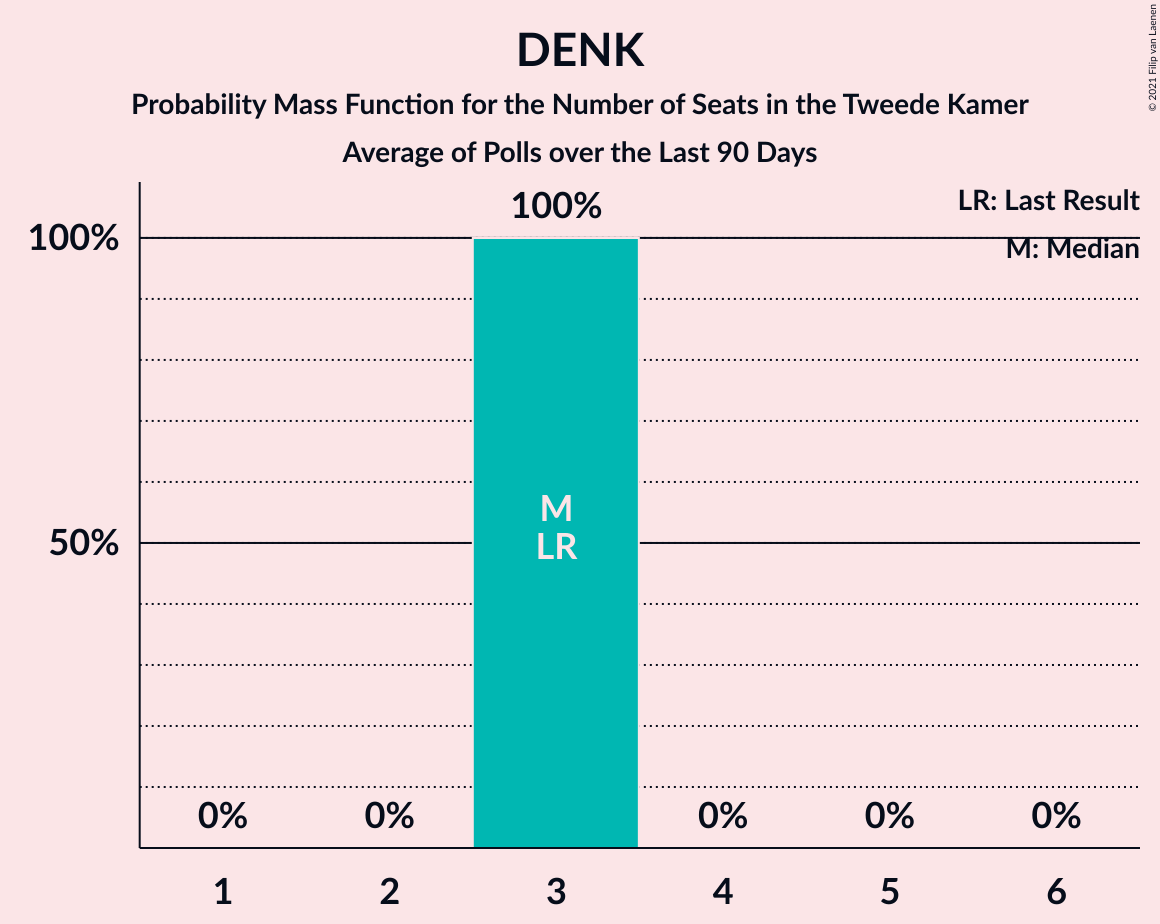 DENK
Probability Mass Function for the Number of Seats in the Tweede Kamer
Average of Polls over the Last 90 Days
© 2021 Filip van Laenen
LR: Last Result
M: Median
100%
100%
50%
M
LR
0%
0%
0%
0%
0%
1
2
3
4
5
6